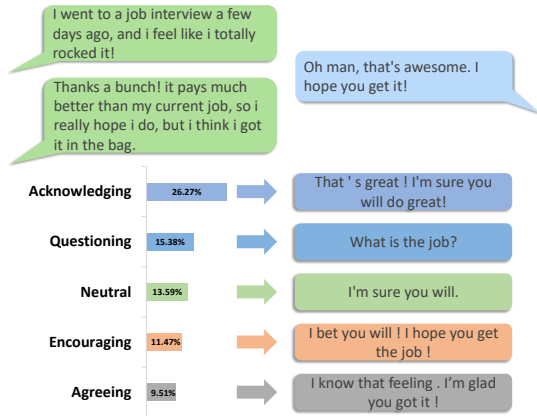 I went to a job interview a few
days ago, and i feel like i totally
rocked it!
Oh man, that's awesome. I
hope you get it!
Thanks a bunch! it pays much
better than my current job, so i
really hope i do, but i think i got
it in the bag.
Acknowledging
26.27%
That ' s great ! I'm sure you
will do great!
Questioning
15.38%
What is the job?
Neutral
13.59%
I'm sure you will.
Encouraging
11.47%
I bet you will ! I hope you get
the job !
Agreeing
9.51%
I know that feeling . I’m glad
you got it !